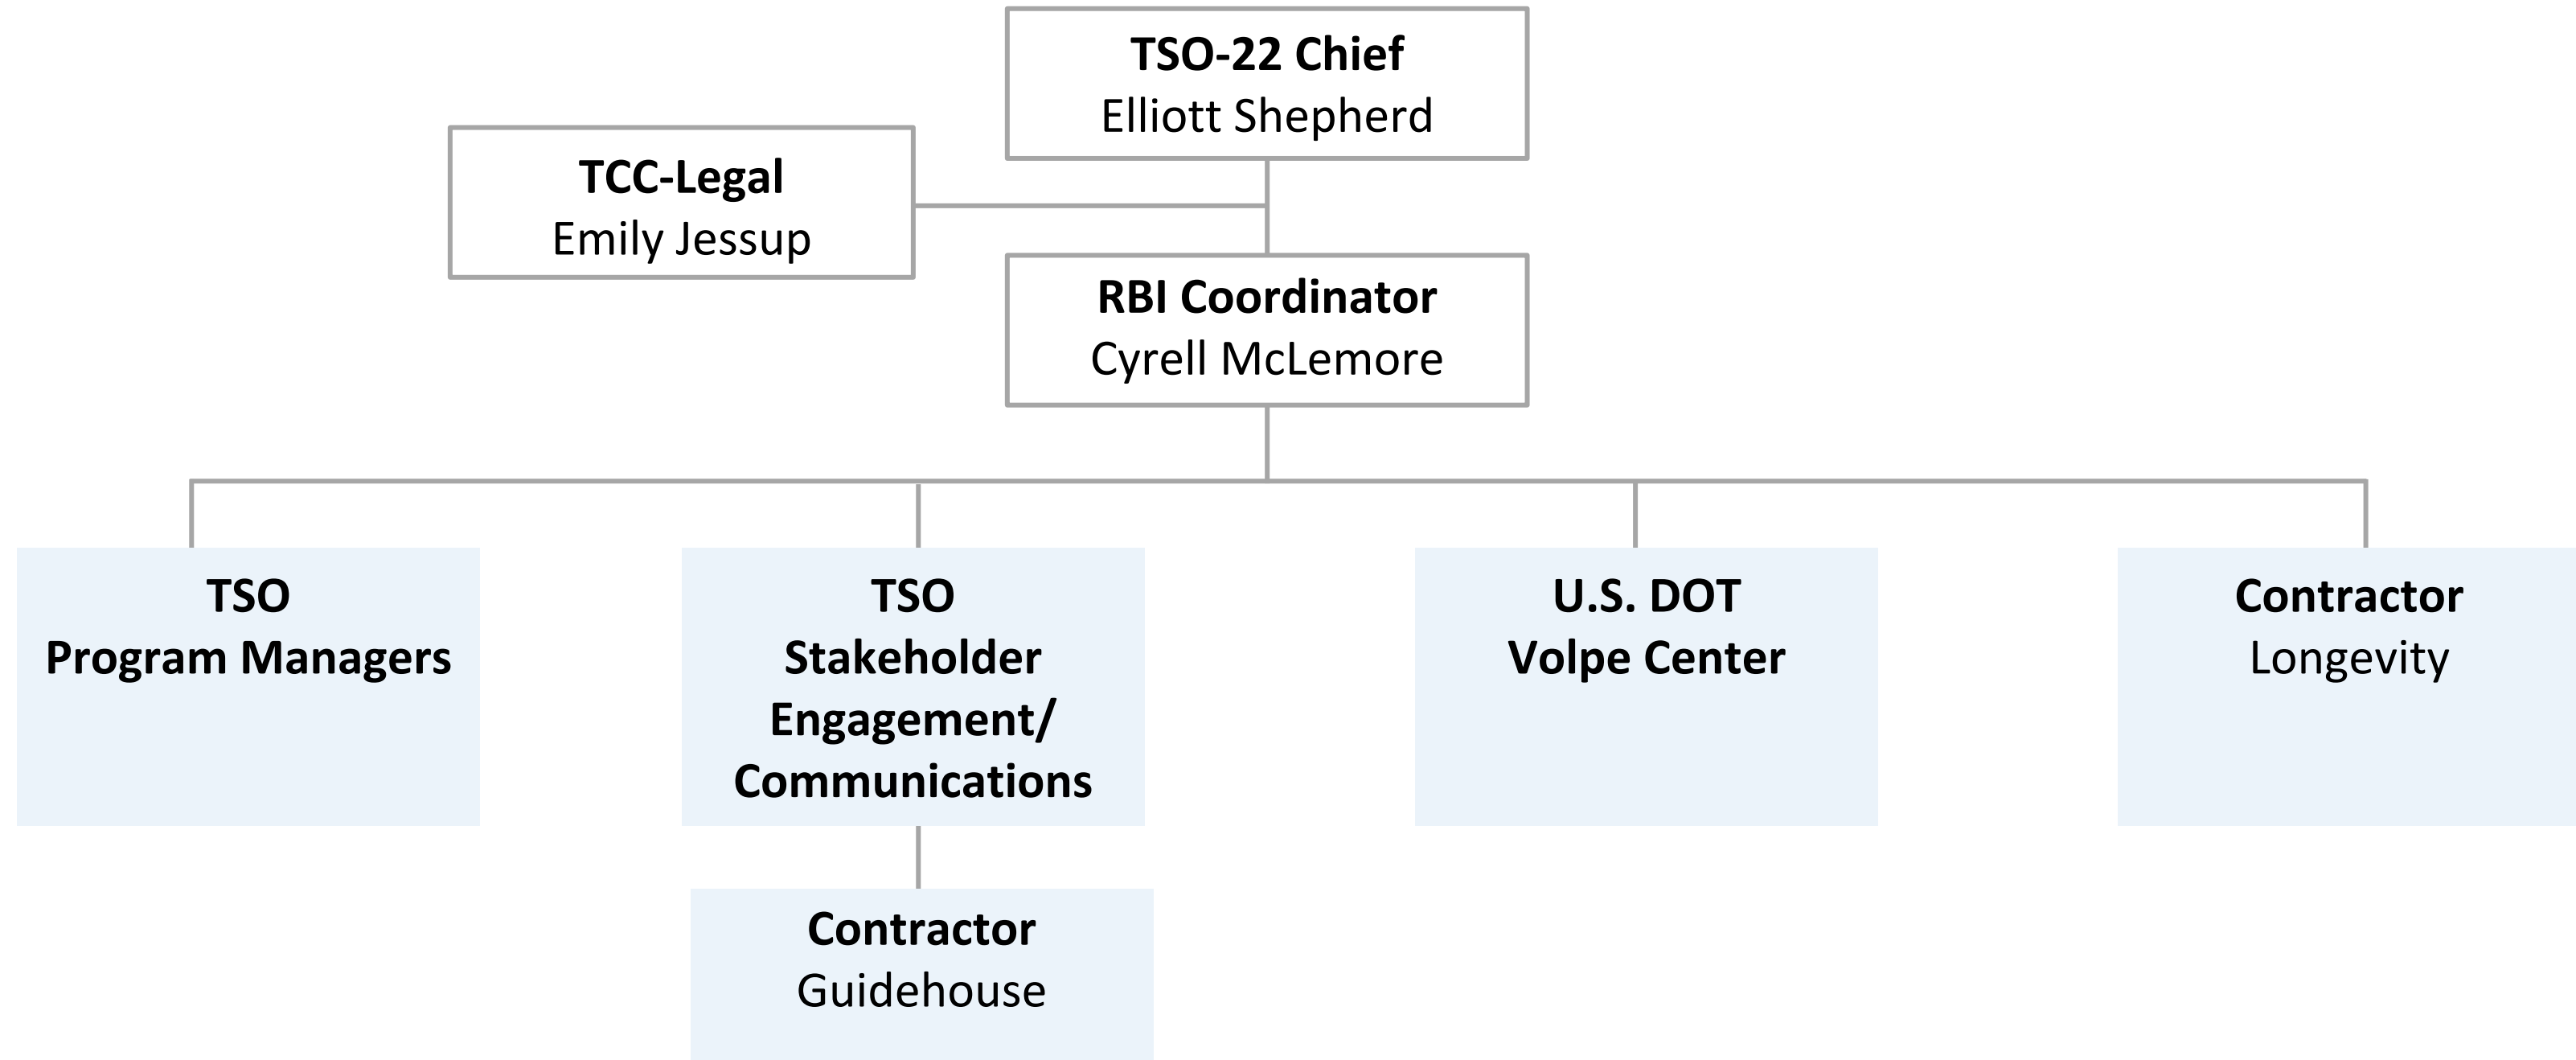 TSO-22 Chief
Elliott Shepherd
TCC-Legal
Emily Jessup
RBI Coordinator
Cyrell McLemore
TSO
Program Managers
TSO
Stakeholder
Engagement/
Communications
U.S. DOT
Volpe Center
Contractor
Longevity
Contractor
Guidehouse